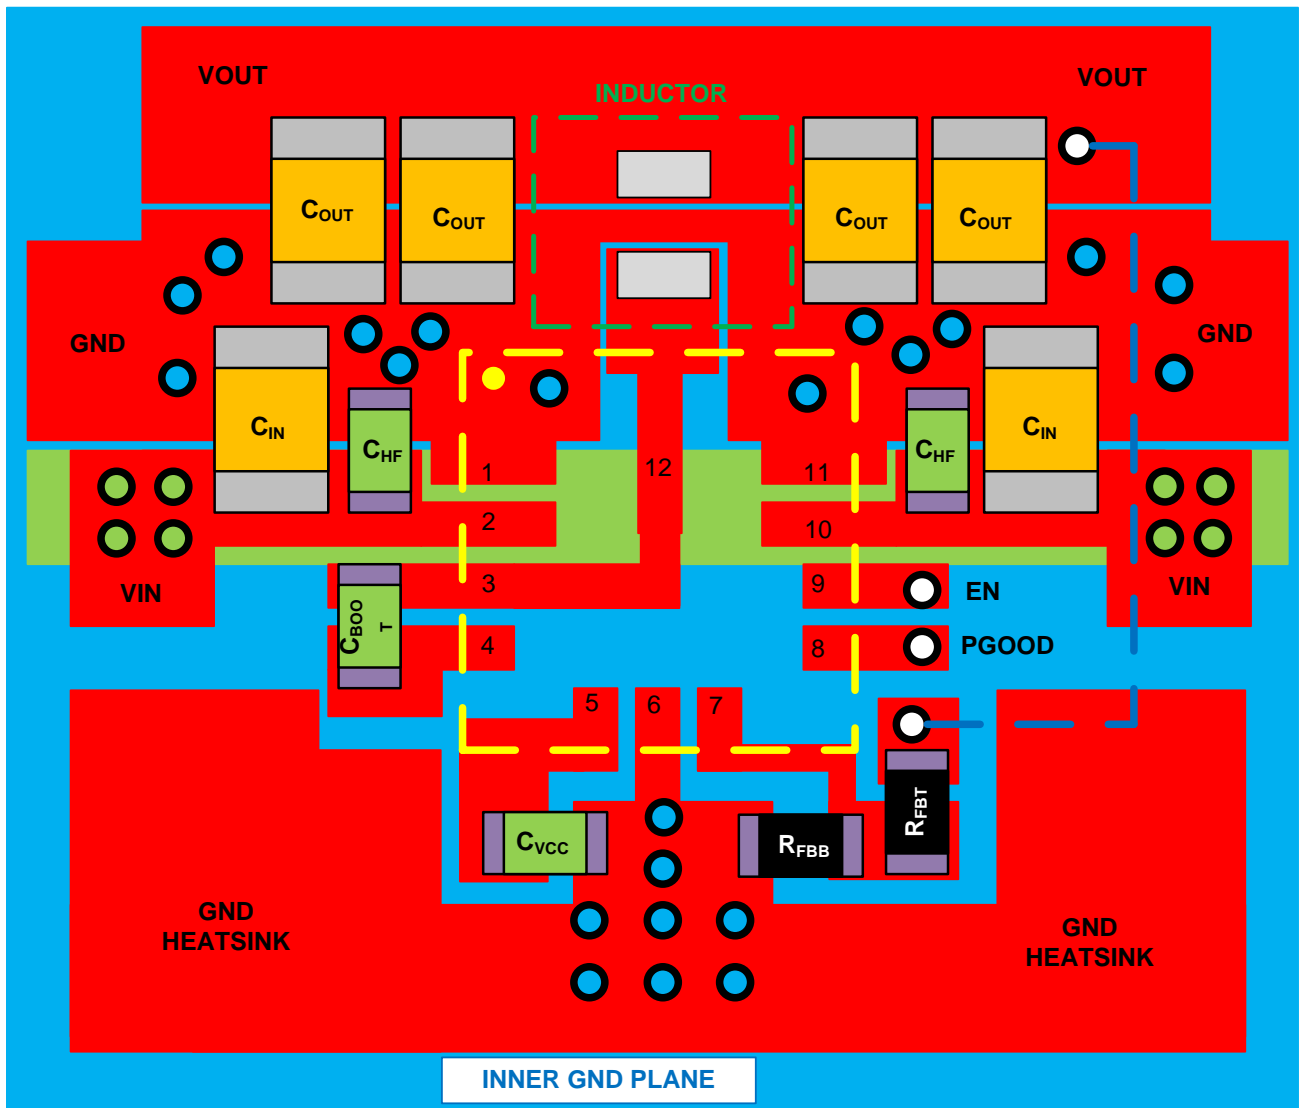 VOUT
VOUT
INDUCTOR
COUT
COUT
COUT
COUT
GND
GND
CIN
CHF
CHF
CIN
1
12
11
2
10
VIN
3
9
EN
VIN
CBOO
T
4
8
PGOOD
5
6
7
CVCC
RFBB
RFBT
GND
HEATSINK
GND
HEATSINK
INNER GND PLANE